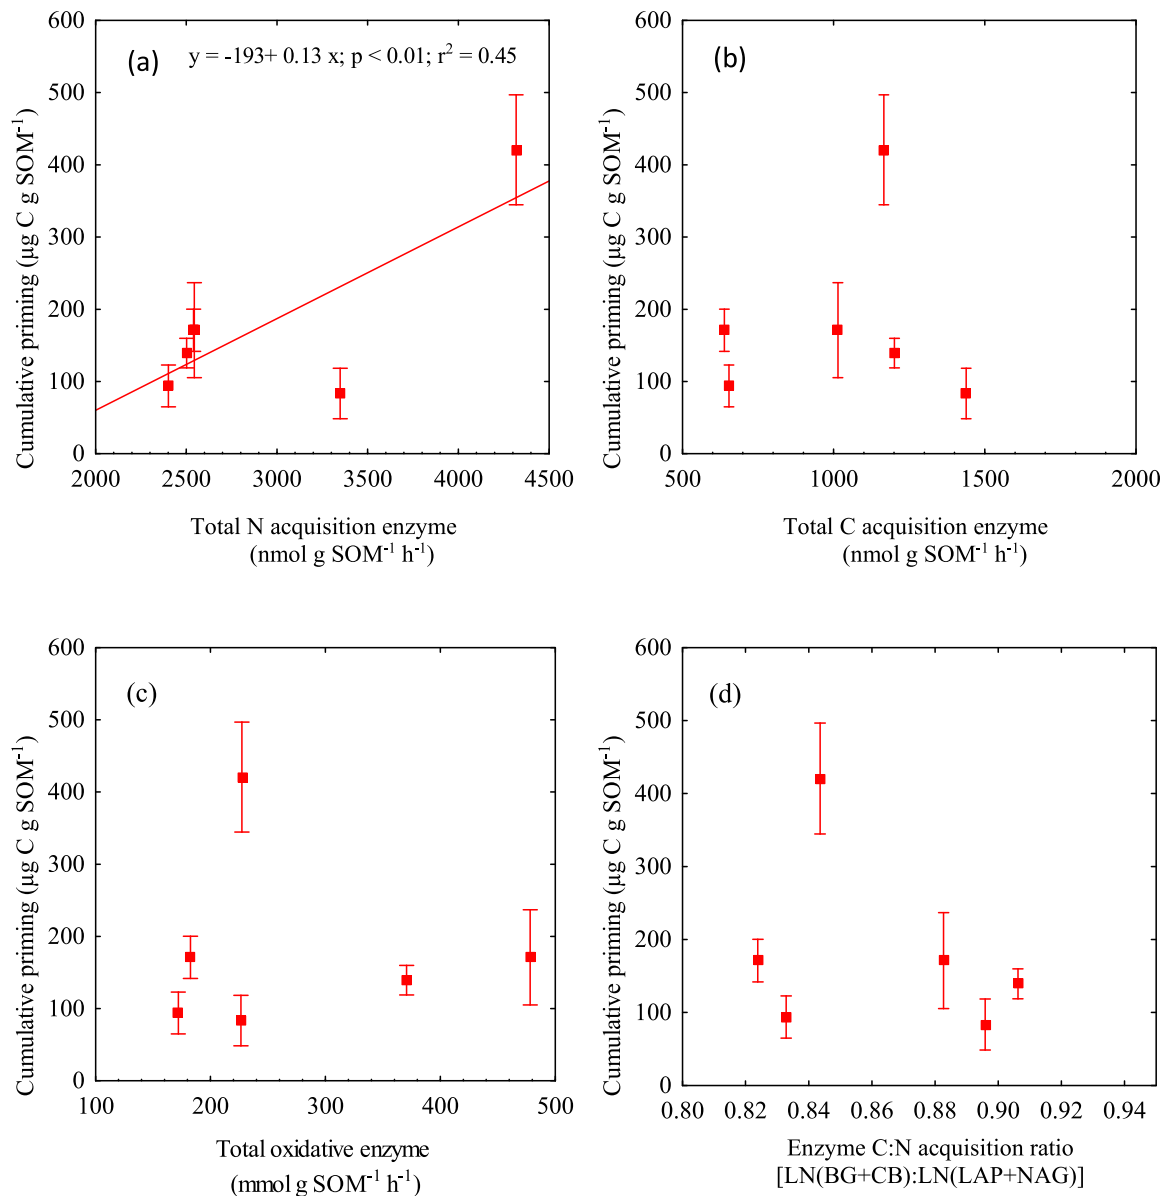 (a)
y = -193+ 0.13 x; p < 0.01; r² = 0.45
Cumulative priming (µg C g SOM⁻¹)
600
500
400
300
200
100
0
2000 2500 3000 3500 4000 4500
Total N acquisition enzyme
(nmol g SOM⁻¹ h⁻¹)
(b)
Cumulative priming (µg C g SOM⁻¹)
600
500
400
300
200
100
0
500 1000 1500 2000
Total C acquisition enzyme
(nmol g SOM⁻¹ h⁻¹)
(c)
Cumulative priming (µg C g SOM⁻¹)
600
500
400
300
200
100
0
100 200 300 400 500
Total oxidative enzyme
(mmol g SOM⁻¹ h⁻¹)
(d)
Cumulative priming (µg C g SOM⁻¹)
600
500
400
300
200
100
0
0.80 0.82 0.84 0.86 0.88 0.90 0.92 0.94
Enzyme C:N acquisition ratio
[LN(BG+CB):LN(LAP+NAG)]